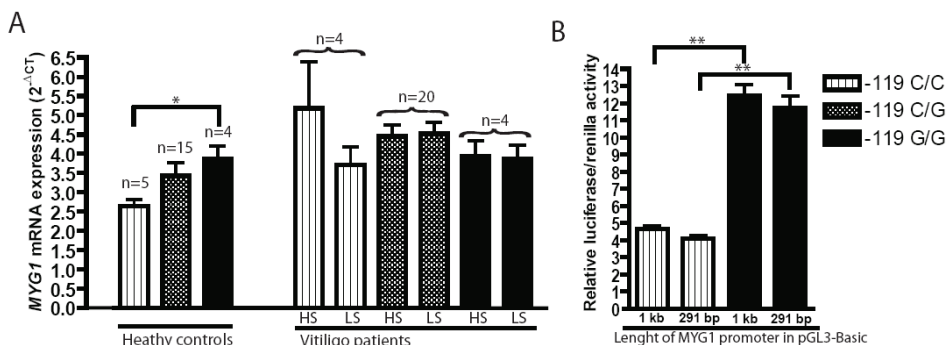 A
MYG1 mRNA expression (2-ΔCT)
6.5
6.0
5.5
5.0
4.5
4.0
3.5
3.0
2.5
2.0
1.5
1.0
0.5
0.0
*
n=5
n=15
n=4
n=4
n=20
n=4
HS
LS
HS
LS
HS
LS
Heathy controls
Vitiligo patients
B
Relative luciferase/renilla activity
14
13
12
11
10
9
8
7
6
5
4
3
2
1
0
**
**
1 kb
291 bp
1 kb
291 bp
Lenght of MYG1 promoter in pGL3-Basic
-119 C/C
-119 C/G
-119 G/G